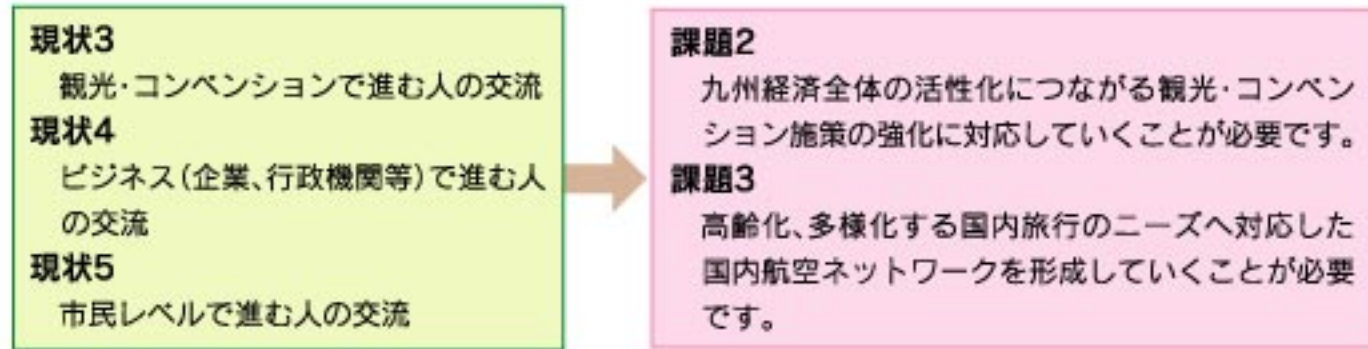 現状3
観光・コンベンションで進む人の交流
現状4
ビジネス(企業、行政機関等)で進む人
の交流
現状5
市民レベルで進む人の交流
課題2
九州経済全体の活性化につながる観光・コンベン
ション施策の強化に対応していくことが必要です。
課題3
高齢化、多様化する国内旅行のニーズへ対応した
国内航空ネットワークを形成していくことが必要
です。